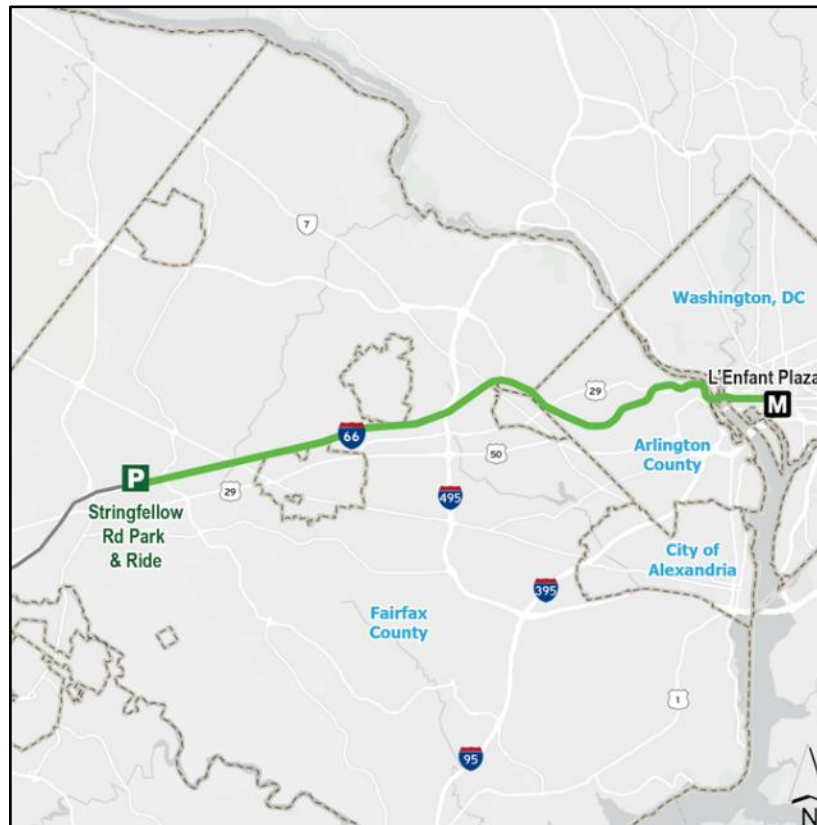 7
Washington, DC
L'Enfant Plaza
M
29
66
50
Arlington
County
P
29
495
Stringfellow
Rd Park
& Ride
City of
Alexandria
395
Fairfax
County
1
95
N